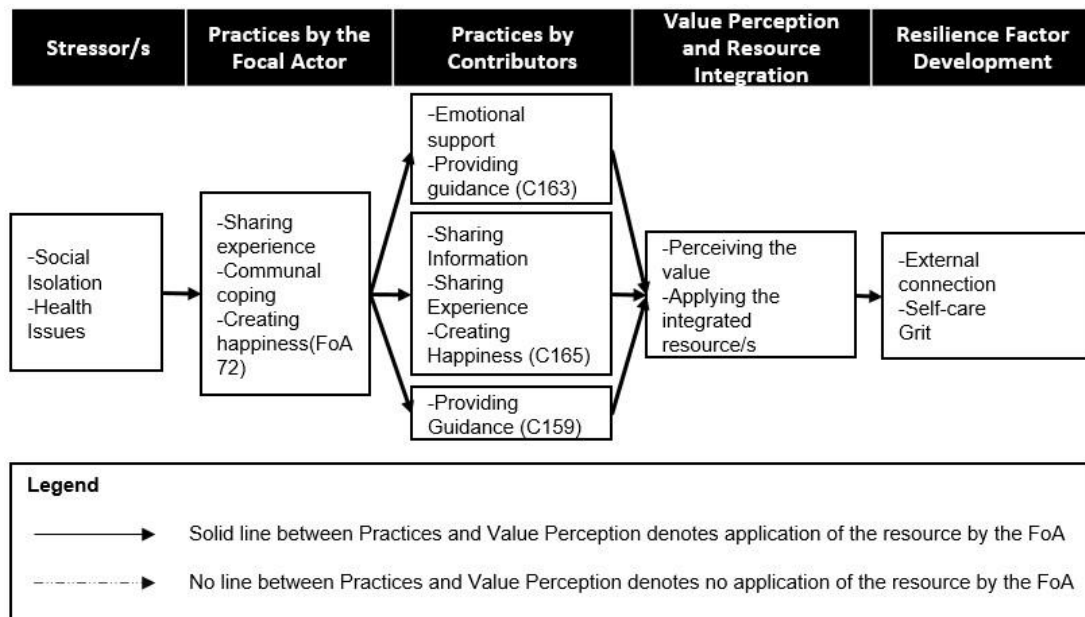 Stressor/s
Practices by the
Focal Actor
Practices by
Contributors
Value Perception
and Resource
Integration
Resilience Factor
Development
-Social
Isolation
-Health
Issues
-Sharing
experience
-Communal
coping
-Creating
happiness(FoA
72)
-Emotional
support
-Providing
guidance (C163)
-Sharing
Information
-Sharing
Experience
-Creating
Happiness (C165)
-Providing
Guidance (C159)
-Perceiving the
value
-Applying the
integrated
resource/s
-External
connection
-Self-care
Grit
Legend
Solid line between Practices and Value Perception denotes application of the resource by the FoA
No line between Practices and Value Perception denotes no application of the resource by the FoA